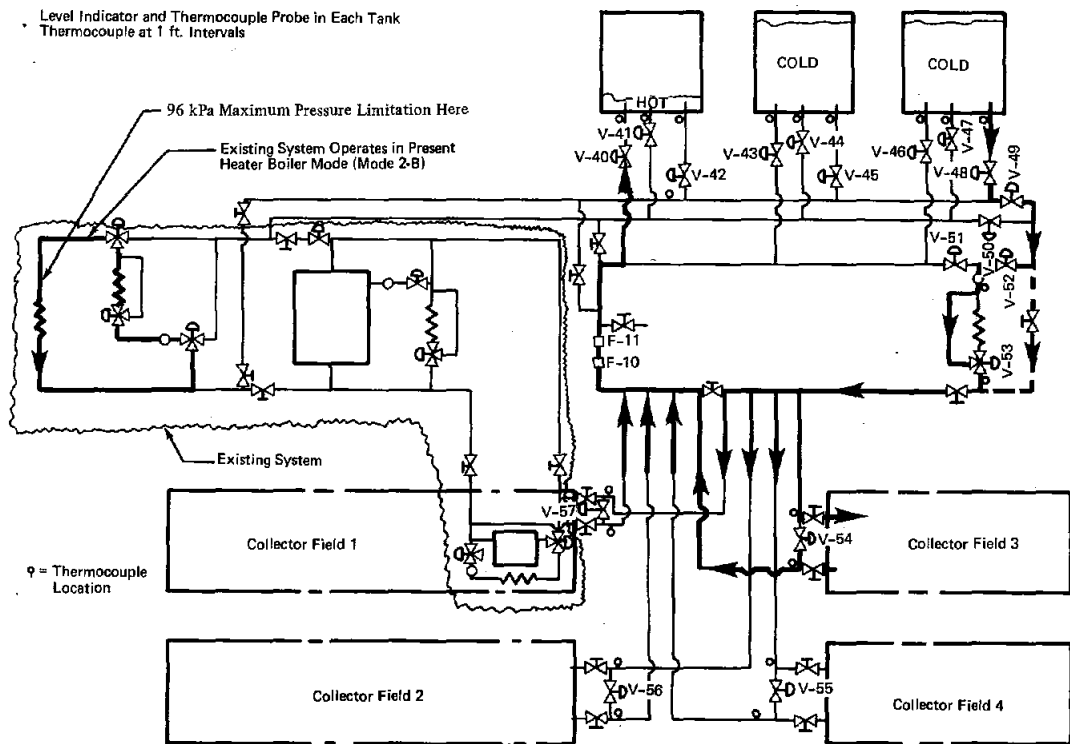 Level Indicator and Thermocouple Probe in Each Tank
Thermocouple at 1 ft. Intervals
96 kPa Maximum Pressure Limitation Here
Existing System Operates in Present
Heater Boiler Mode (Mode 2-B)
HOT
COLD
COLD
V-41
V-40
V-42
V-43
V-44
V-45
V-46
V-47
V-48
V-49
V-50
V-51
V-52
V-53
F-11
F-10
Existing System
V-57
Collector Field 1
V-54
Collector Field 3
= Thermocouple
Location
Collector Field 2
V-56
V-55
Collector Field 4